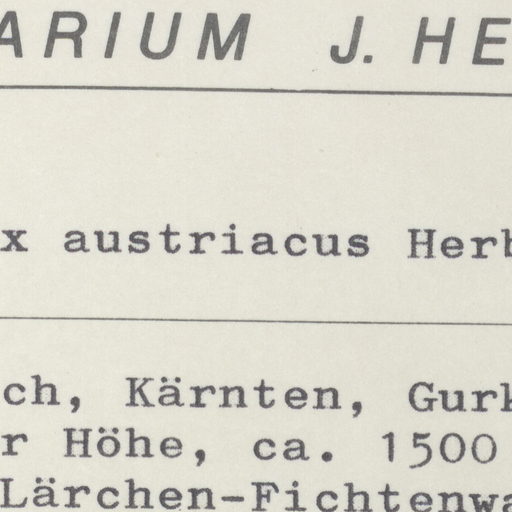 ARIUM J. HE
x austriacus Herb
ch, Kärnten, Gurk
r Höhe, ca. 1500
Lärchen-Fichtenwa